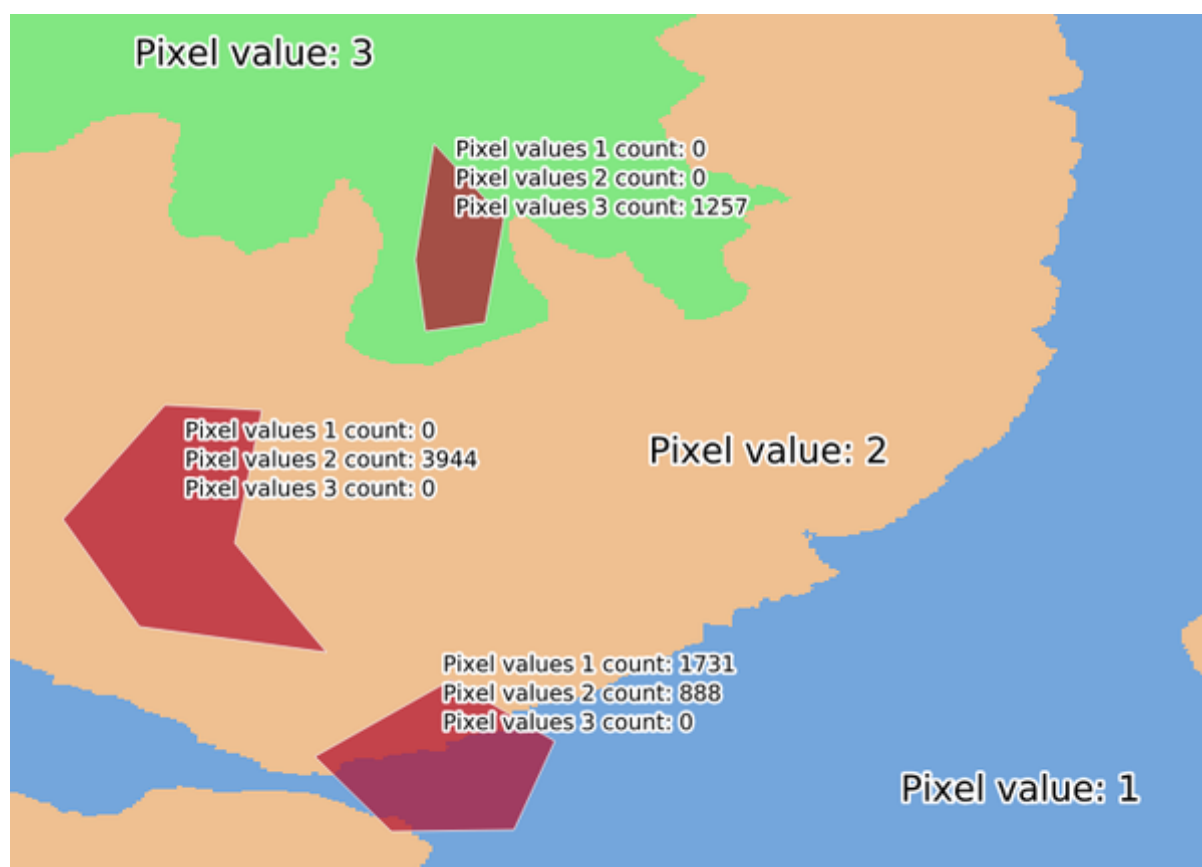 Pixel value: 3
Pixel values 1 count: 0
Pixel values 2 count: 0
Pixel values 3 count: 1257
Pixel values 1 count: 0
Pixel values 2 count: 3944
Pixel values 3 count: 0
Pixel value: 2
Pixel values 1 count: 1731
Pixel values 2 count: 888
Pixel values 3 count: 0
Pixel value: 1